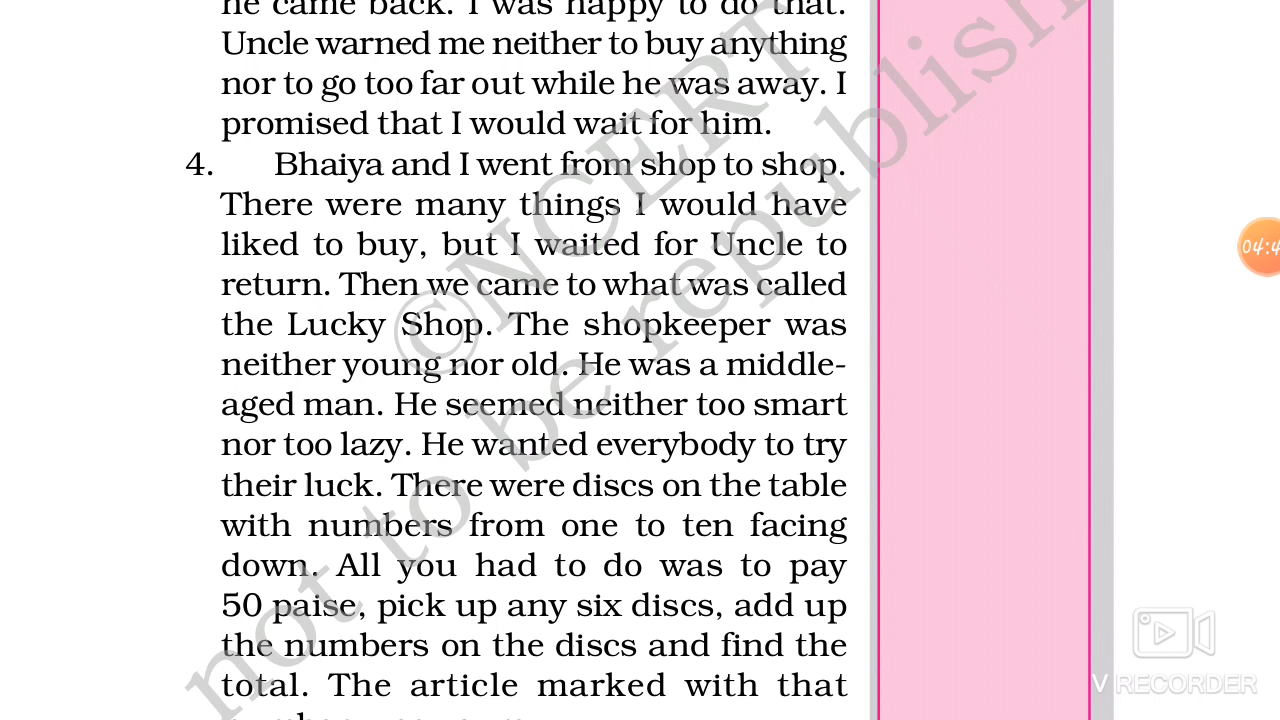 he came back. I was happy to do that.
Uncle warned me neither to buy anything
nor to go too far out while he was away. I
promised that I would wait for him.
4. Bhaiya and I went from shop to shop.
There were many things I would have
liked to buy, but I waited for Uncle to
return. Then we came to what was called
the Lucky Shop. The shopkeeper was
neither young nor old. He was a middle-
aged man. He seemed neither too smart
nor too lazy. He wanted everybody to try
their luck. There were discs on the table
with numbers from one to ten facing
down. All you had to do was to pay
50 paise, pick up any six discs, add up
the numbers on the discs and find the
total. The article marked with that
©NCERT
not to be republish
04:4
V RECORDER